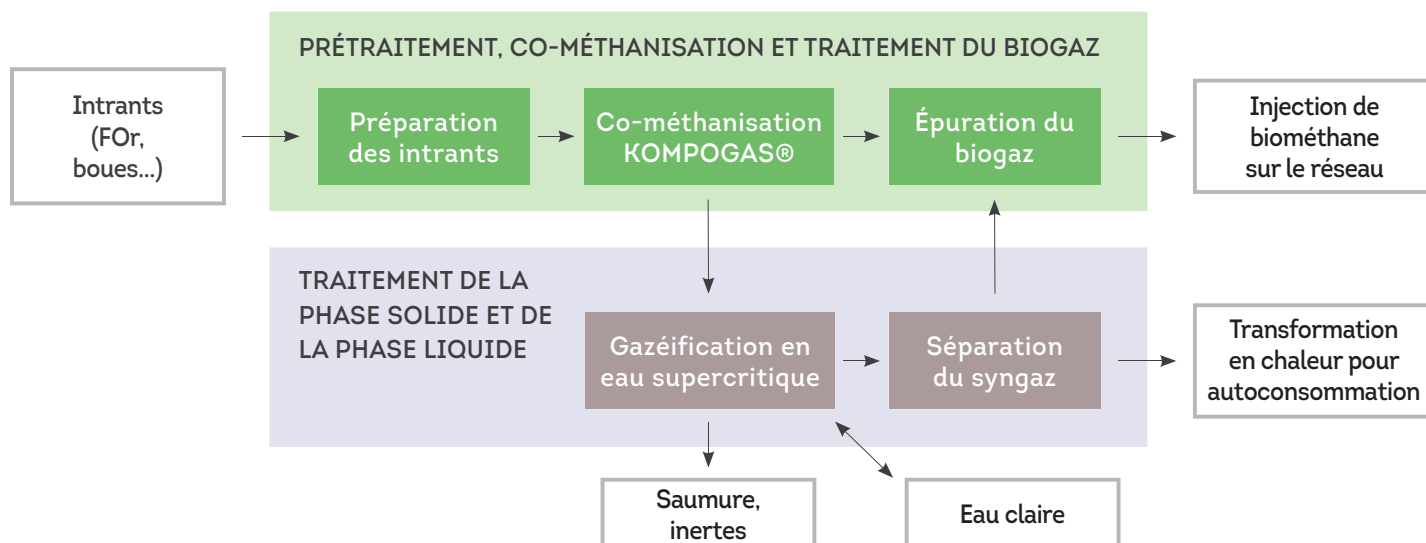 PRÉTRAITEMENT, CO-MÉTHANISATION ET TRAITEMENT DU BIOGAZ
Intrants
(FOr,
boues...)
Préparation
des intrants
Co-méthanisation
KOMPOGAS®
Épuration du
biogaz
Injection de
biométhane
sur le réseau
TRAITEMENT DE LA
PHASE SOLIDE ET DE
LA PHASE LIQUIDE
Gazéification en
eau supercritique
Séparation
du syngaz
Transformation
en chaleur pour
autoconsommation
Saumure,
inertes
Eau claire